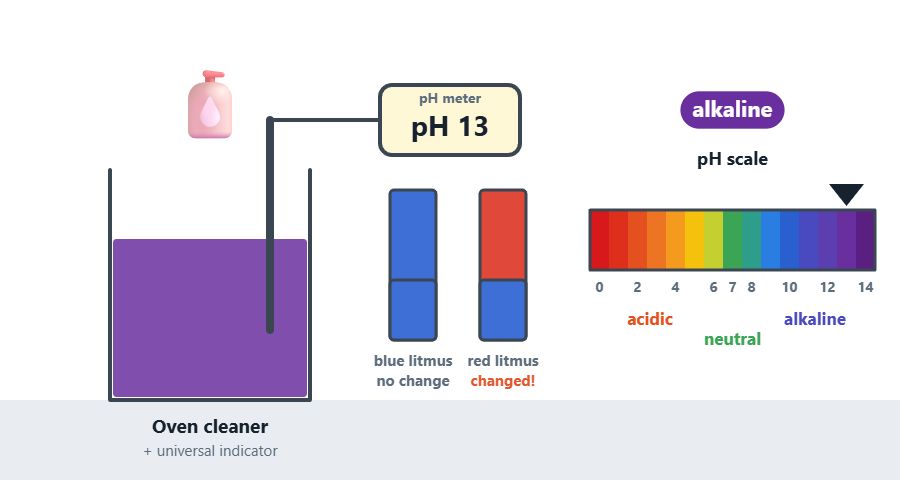 pH meter
pH 13
alkaline
pH scale
0 2 4 6 7 8 10 12 14
acidic
alkaline
neutral
blue litmus
no change
red litmus
changed!
Oven cleaner
+ universal indicator